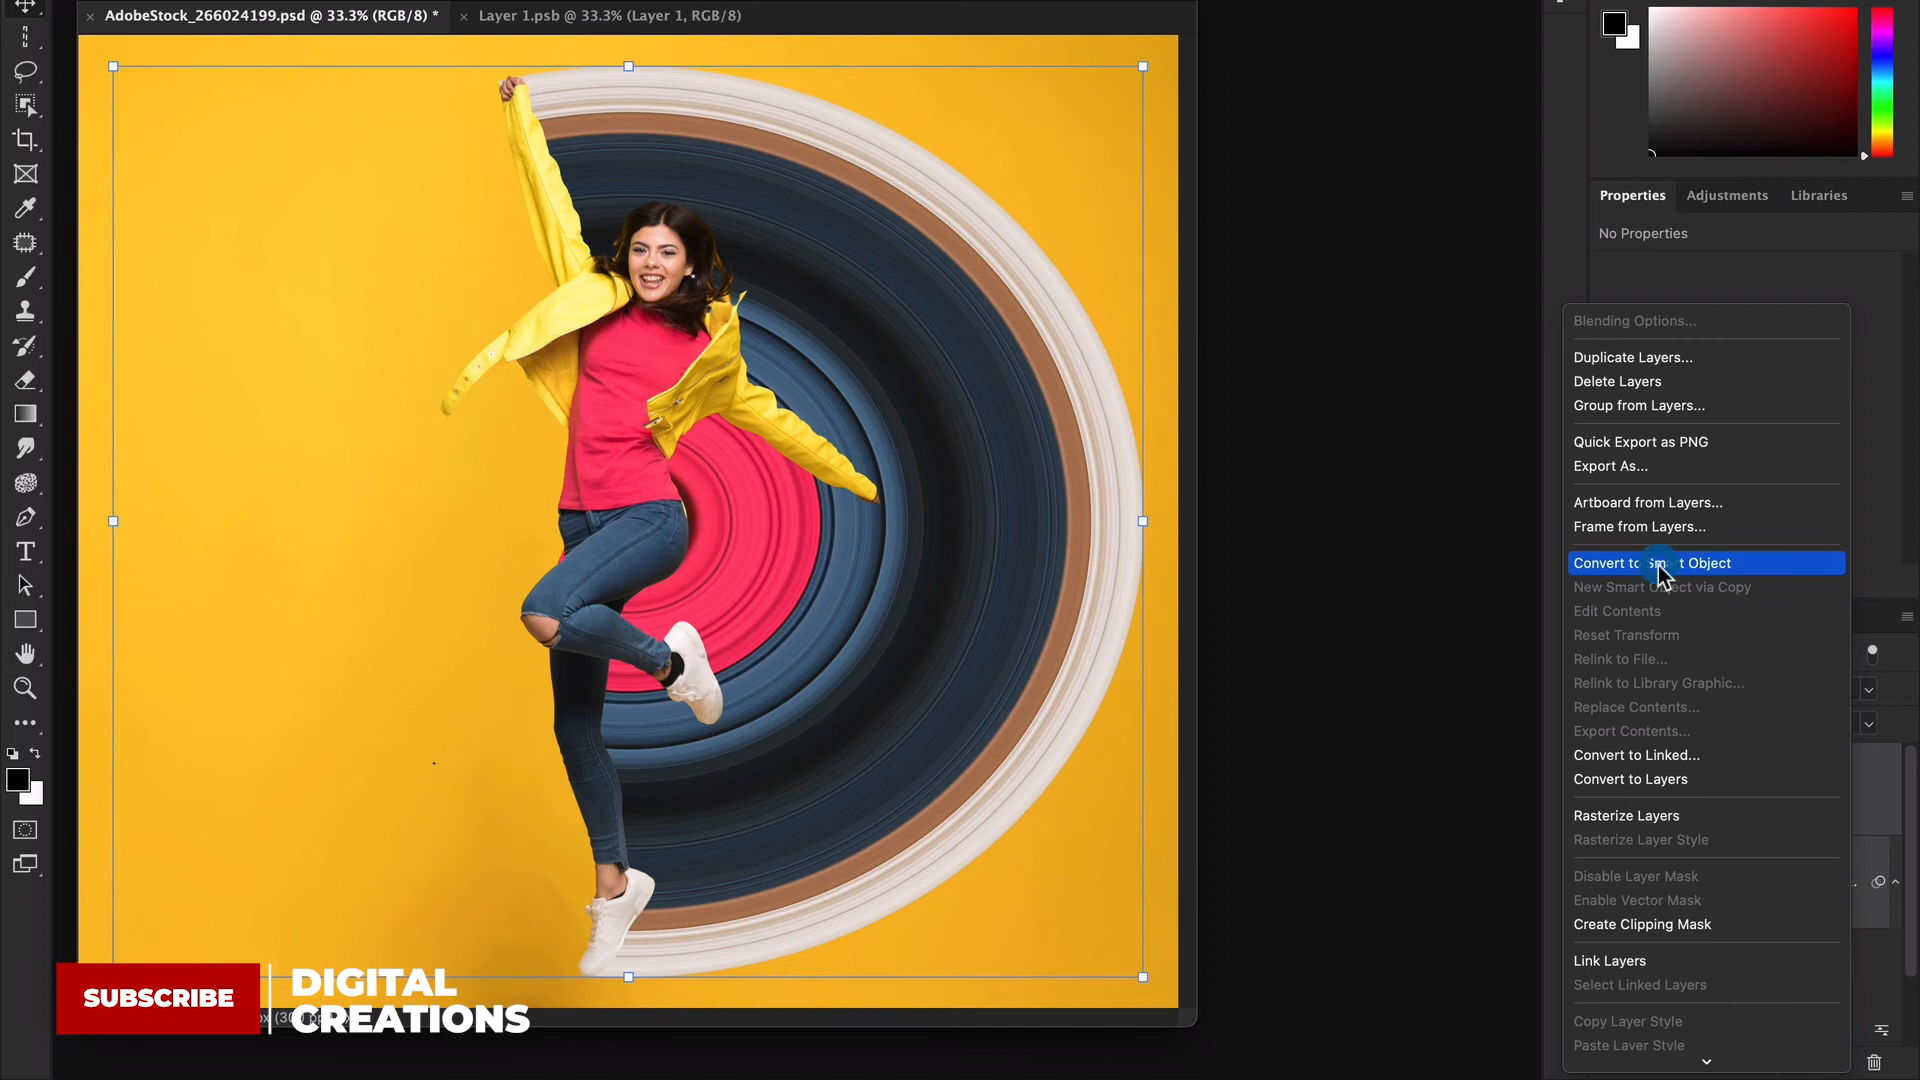 AdobeStock_266024199.psd @ 33.3% (RGB/8) *
Layer 1.psb @ 33.3% (Layer 1, RGB/8)
Properties
Adjustments
Libraries
No Properties
Blending Options...
Duplicate Layers...
Delete Layers
Group from Layers...
Quick Export as PNG
Export As...
Artboard from Layers...
Frame from Layers...
Convert to Smart Object
New Smart Object via Copy
Edit Contents
Reset Transform
Relink to File...
Relink to Library Graphic...
Replace Contents...
Export Contents...
Convert to Linked...
Convert to Layers
Rasterize Layers
Rasterize Layer Style
Disable Layer Mask
Enable Vector Mask
Create Clipping Mask
Link Layers
Select Linked Layers
Copy Layer Style
Paste Layer Style
SUBSCRIBE
DIGITAL
CREATIONS